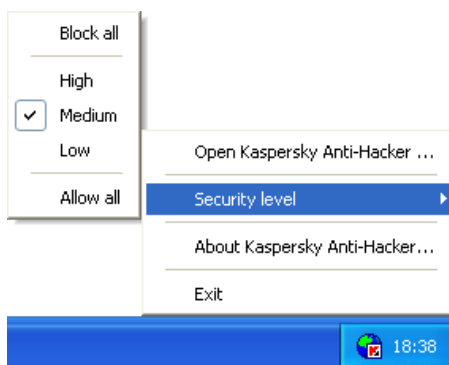 Block all
High
Medium
Low
Allow all
Open Kaspersky Anti-Hacker ...
Security level
About Kaspersky Anti-Hacker...
Exit
18:38